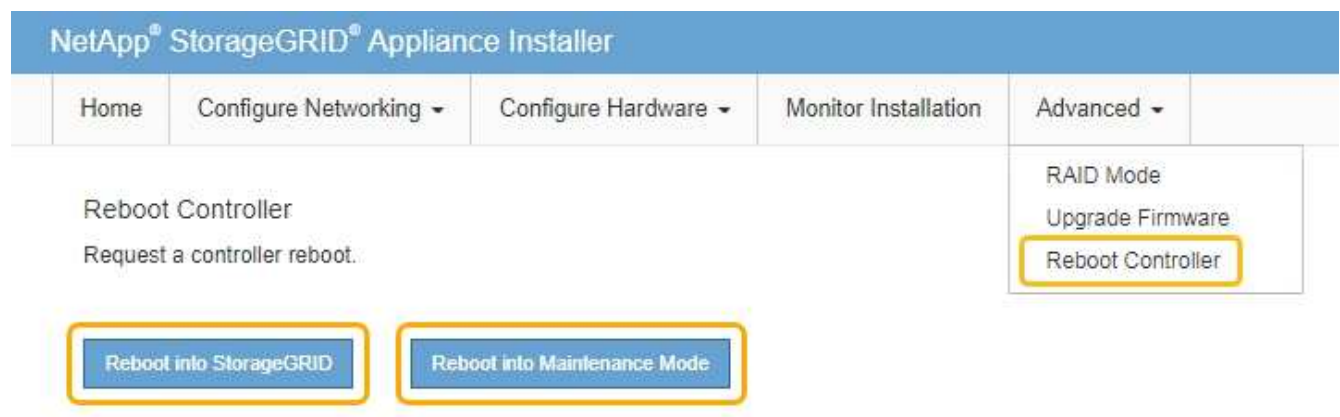 NetApp® StorageGRID® Appliance Installer
Home Configure Networking Configure Hardware Monitor Installation Advanced
RAID Mode
Upgrade Firmware
Reboot Controller
Reboot Controller
Request a controller reboot.
Reboot into StorageGRID Reboot into Maintenance Mode